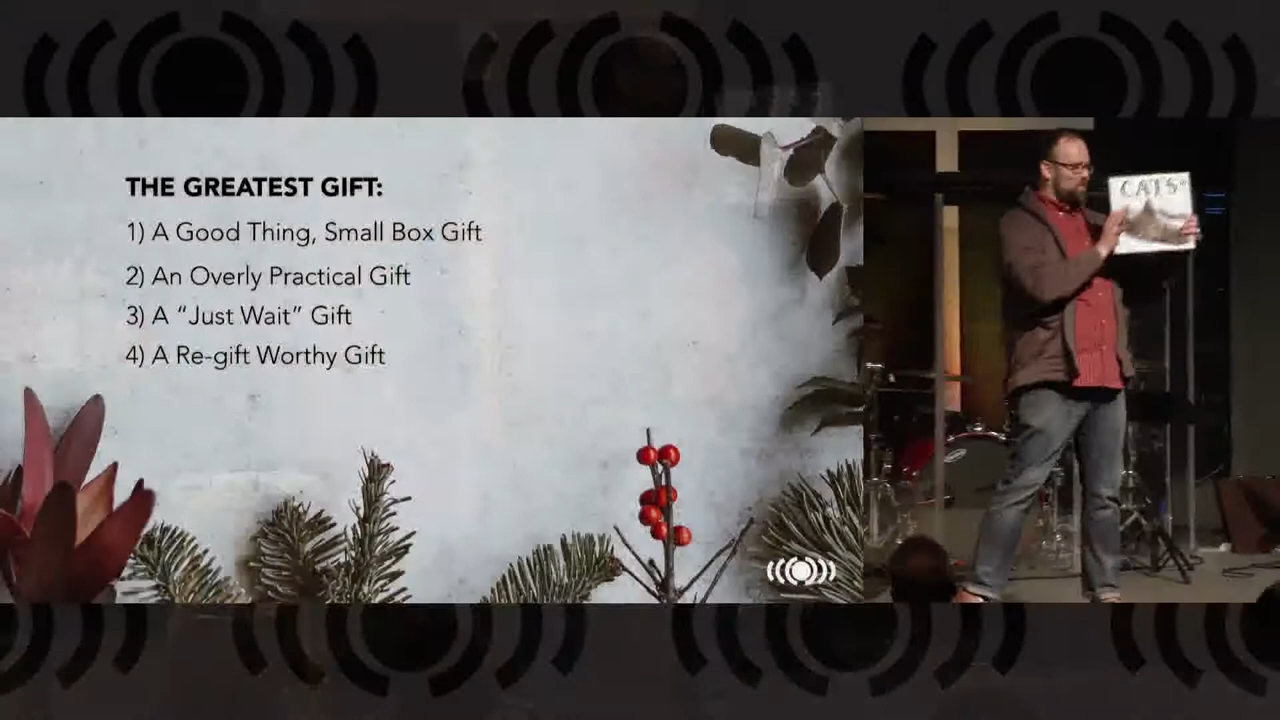 THE GREATEST GIFT:
1) A Good Thing, Small Box Gift
2) An Overly Practical Gift
3) A “Just Wait” Gift
4) A Re-gift Worthy Gift
CATS